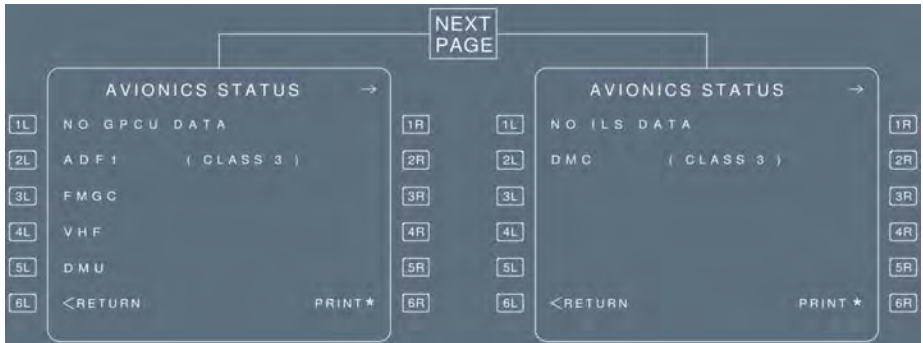 NEXT
PAGE
AVIONICS STATUS →
1L NO GPCU DATA 1R
2L ADF1 ( CLASS 3 ) 2R
3L FMGC 3R
4L VHF 4R
5L DMU 5R
6L <RETURN PRINT* 6R
AVIONICS STATUS →
1L NO ILS DATA 1R
2L DMC ( CLASS 3 ) 2R
3L 3R
4L 4R
5L 5R
6L <RETURN PRINT* 6R